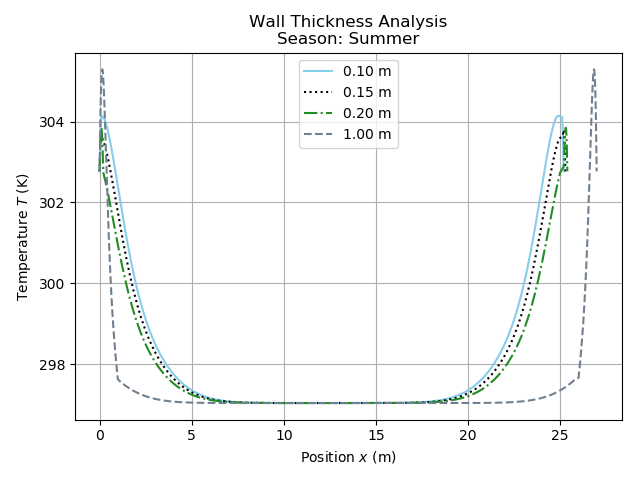 Wall Thickness Analysis
Season: Summer
0.10 m
0.15 m
0.20 m
1.00 m
304
302
300
298
Temperature T (K)
0
5
10
15
20
25
Position x (m)